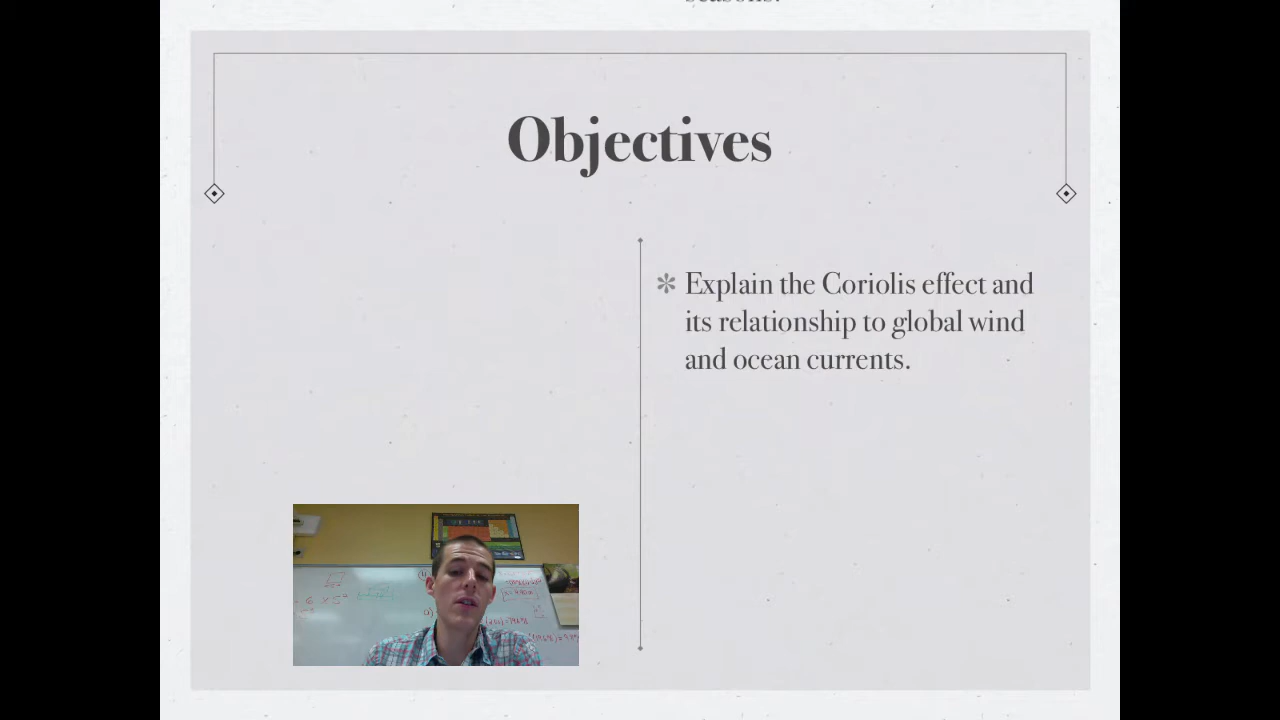 Objectives
✻ Explain the Coriolis effect and
its relationship to global wind
and ocean currents.